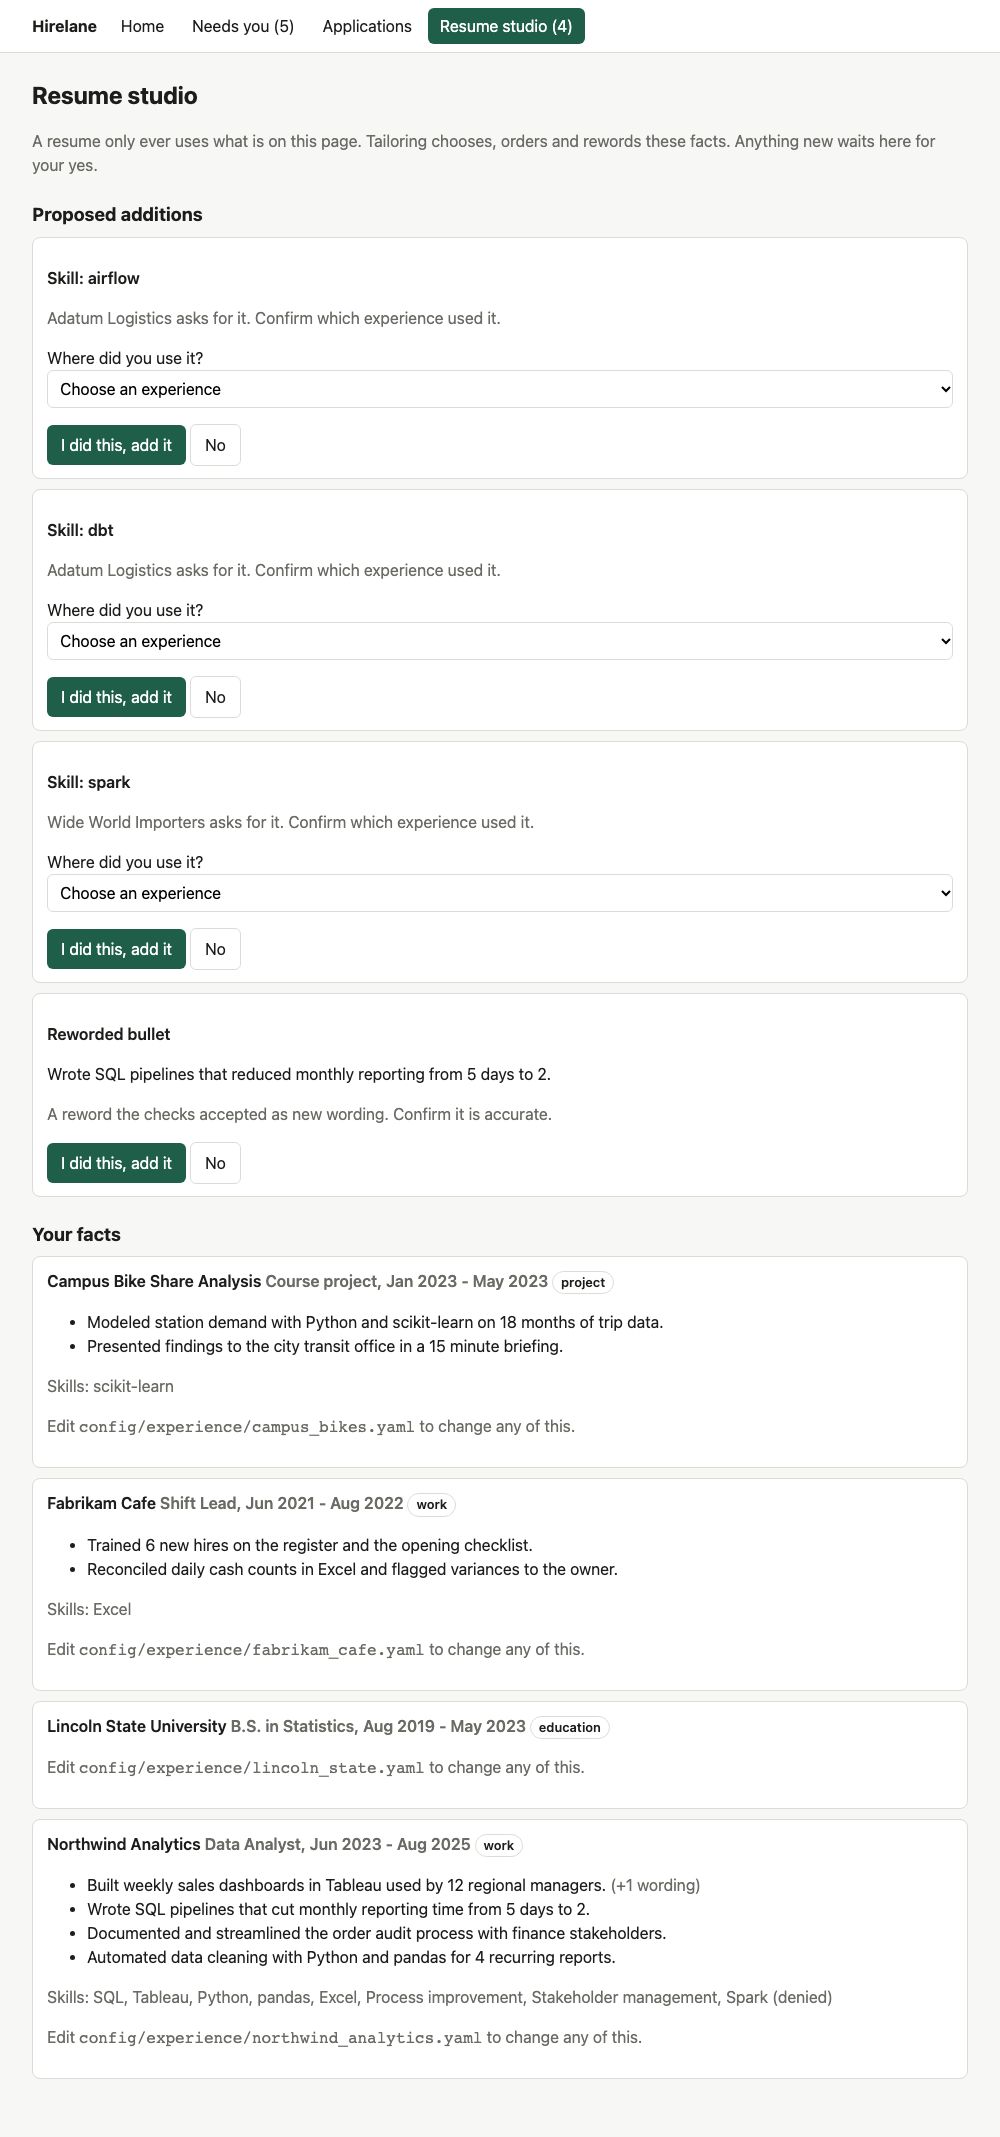 Hirelane Home Needs you (5) Applications Resume studio (4)
Resume studio
A resume only ever uses what is on this page. Tailoring chooses, orders and rewords these facts. Anything new waits here for
your yes.
Proposed additions
Skill: airflow
Adatum Logistics asks for it. Confirm which experience used it.
Where did you use it?
Choose an experience
I did this, add it No
Skill: dbt
Adatum Logistics asks for it. Confirm which experience used it.
Where did you use it?
Choose an experience
I did this, add it No
Skill: spark
Wide World Importers asks for it. Confirm which experience used it.
Where did you use it?
Choose an experience
I did this, add it No
Reworded bullet
Wrote SQL pipelines that reduced monthly reporting from 5 days to 2.
A reword the checks accepted as new wording. Confirm it is accurate.
I did this, add it No
Your facts
Campus Bike Share Analysis Course project, Jan 2023 - May 2023 project
• Modeled station demand with Python and scikit-learn on 18 months of trip data.
• Presented findings to the city transit office in a 15 minute briefing.
Skills: scikit-learn
Edit config/experience/campus_bikes.yaml to change any of this.
Fabrikam Cafe Shift Lead, Jun 2021 - Aug 2022 work
• Trained 6 new hires on the register and the opening checklist.
• Reconciled daily cash counts in Excel and flagged variances to the owner.
Skills: Excel
Edit config/experience/fabrikam_cafe.yaml to change any of this.
Lincoln State University B.S. in Statistics, Aug 2019 - May 2023 education
Edit config/experience/lincoln_state.yaml to change any of this.
Northwind Analytics Data Analyst, Jun 2023 - Aug 2025 work
• Built weekly sales dashboards in Tableau used by 12 regional managers. (+1 wording)
• Wrote SQL pipelines that cut monthly reporting time from 5 days to 2.
• Documented and streamlined the order audit process with finance stakeholders.
• Automated data cleaning with Python and pandas for 4 recurring reports.
Skills: SQL, Tableau, Python, pandas, Excel, Process improvement, Stakeholder management, Spark (denied)
Edit config/experience/northwind_analytics.yaml to change any of this.